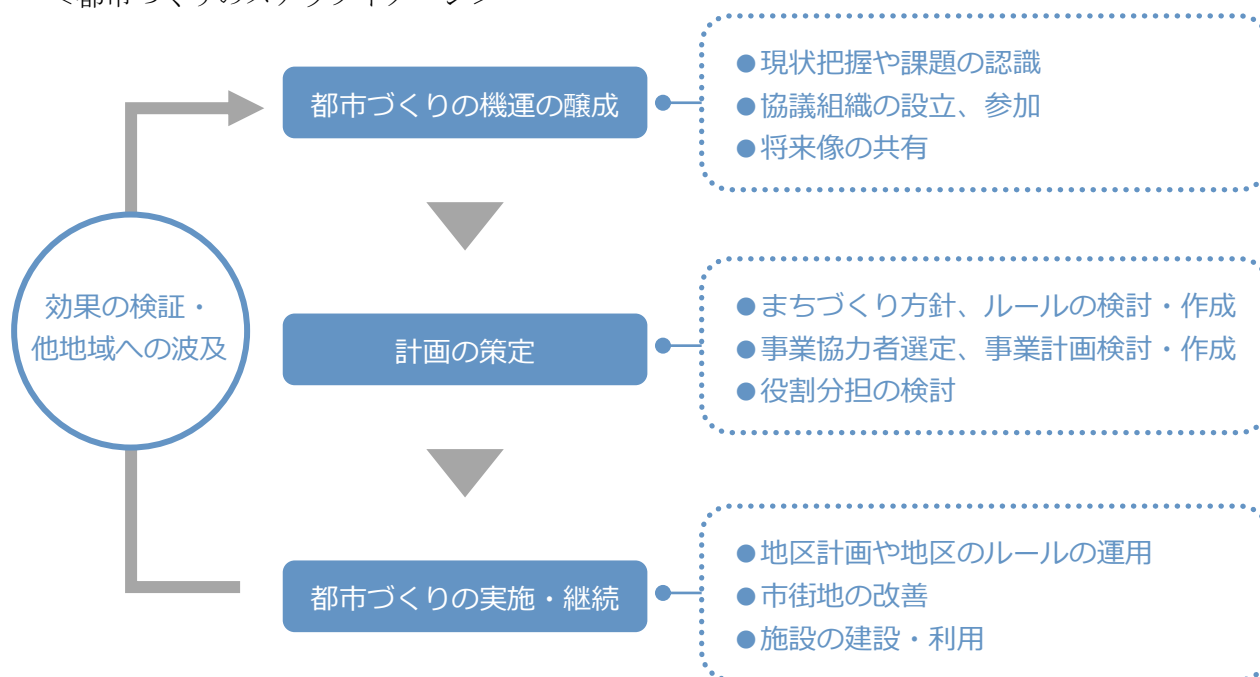 都市づくりの機運の醸成
●現状把握や課題の認識
●協議組織の設立、参加
●将来像の共有
効果の検証・
他地域への波及
計画の策定
●まちづくり方針、ルールの検討・作成
●事業協力者選定、事業計画検討・作成
●役割分担の検討
都市づくりの実施・継続
●地区計画や地区のルールの運用
●市街地の改善
●施設の建設・利用